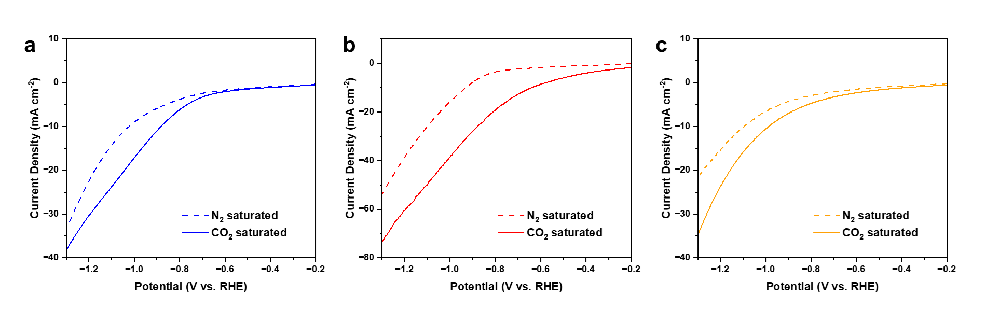 a
10
0
−10
−20
−30
−40
−1.2 −1.0 −0.8 −0.6 −0.4 −0.2
Current Density (mA cm-2)
Potential (V vs. RHE)
N2 saturated
CO2 saturated
b
0
−20
−40
−60
−80
−1.2 −1.0 −0.8 −0.6 −0.4 −0.2
Current Density (mA cm-2)
Potential (V vs. RHE)
N2 saturated
CO2 saturated
c
10
0
−10
−20
−30
−40
−1.2 −1.0 −0.8 −0.6 −0.4 −0.2
Current Density (mA cm-2)
Potential (V vs. RHE)
N2 saturated
CO2 saturated